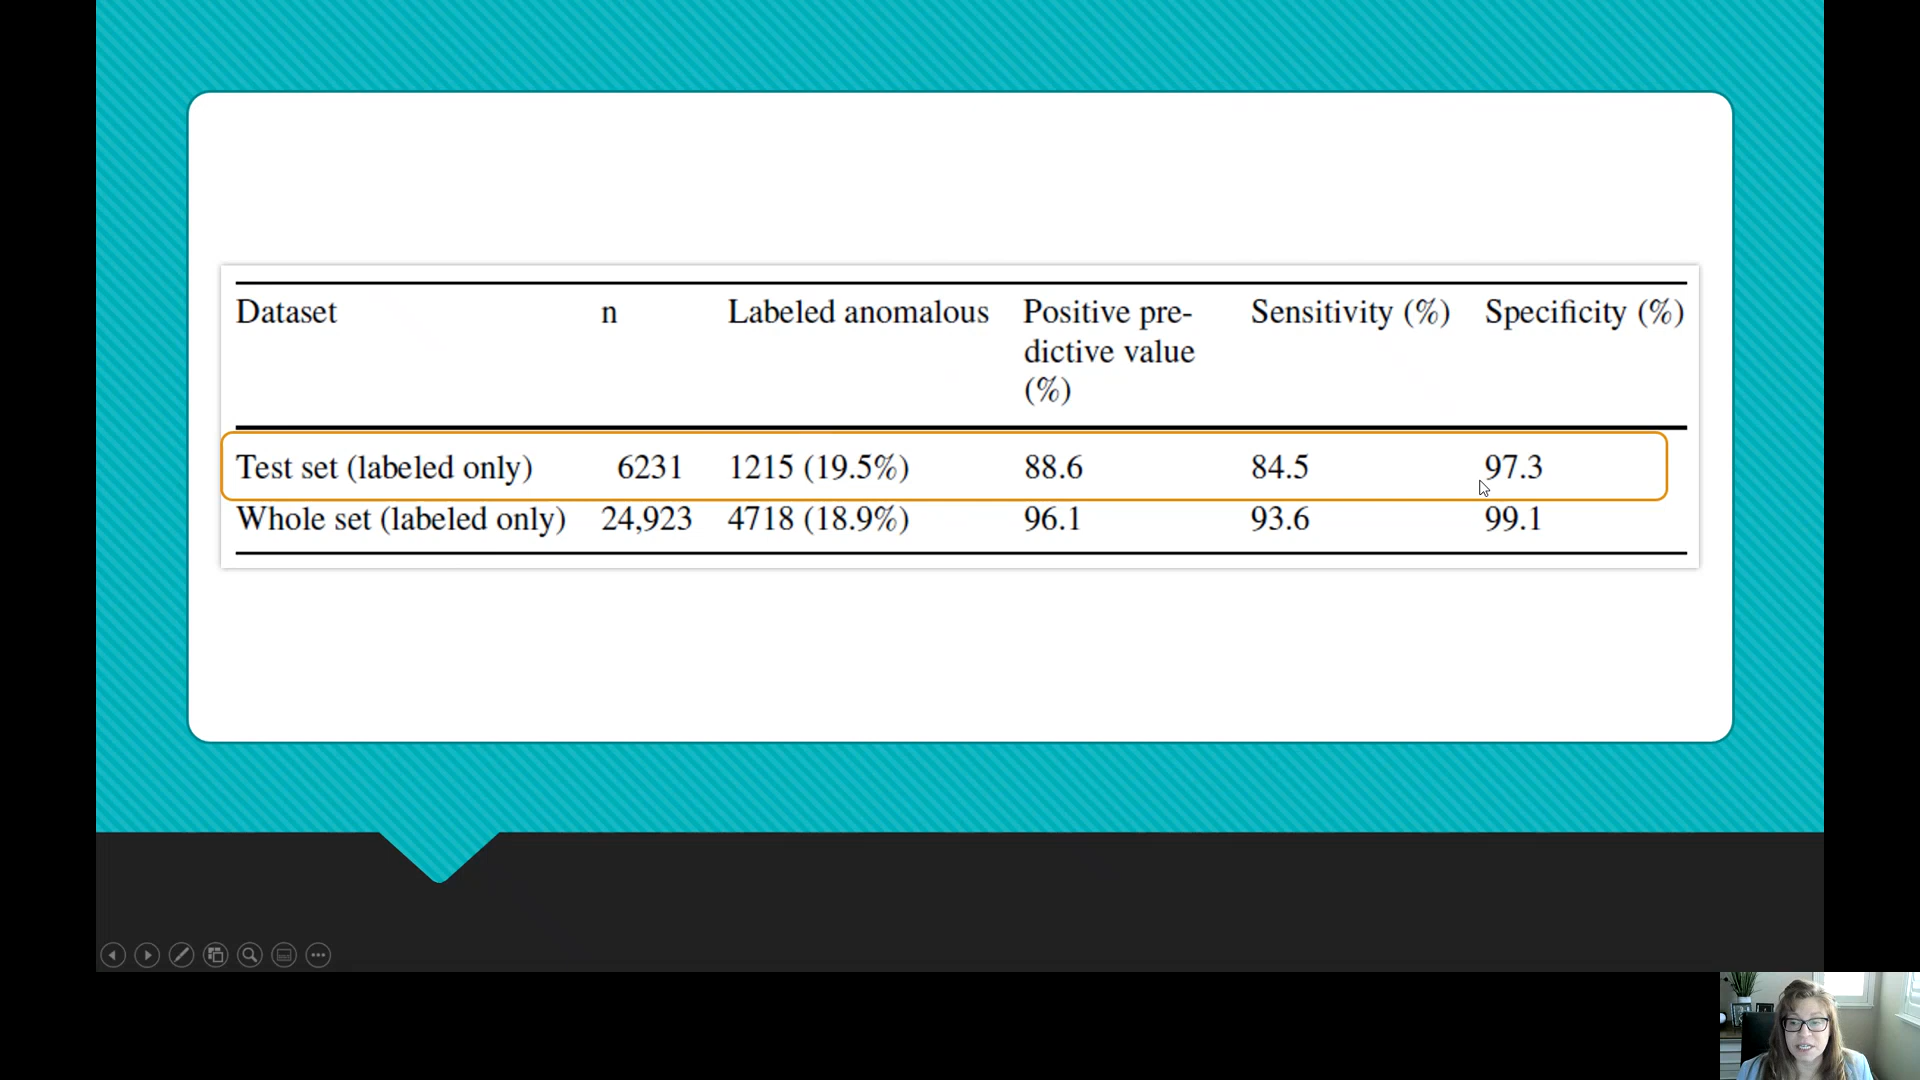 Dataset n Labeled anomalous Positive pre- Sensitivity (%) Specificity (%)
dictive value
(%)
Test set (labeled only) 6231 1215 (19.5%) 88.6 84.5 97.3
Whole set (labeled only) 24,923 4718 (18.9%) 96.1 93.6 99.1